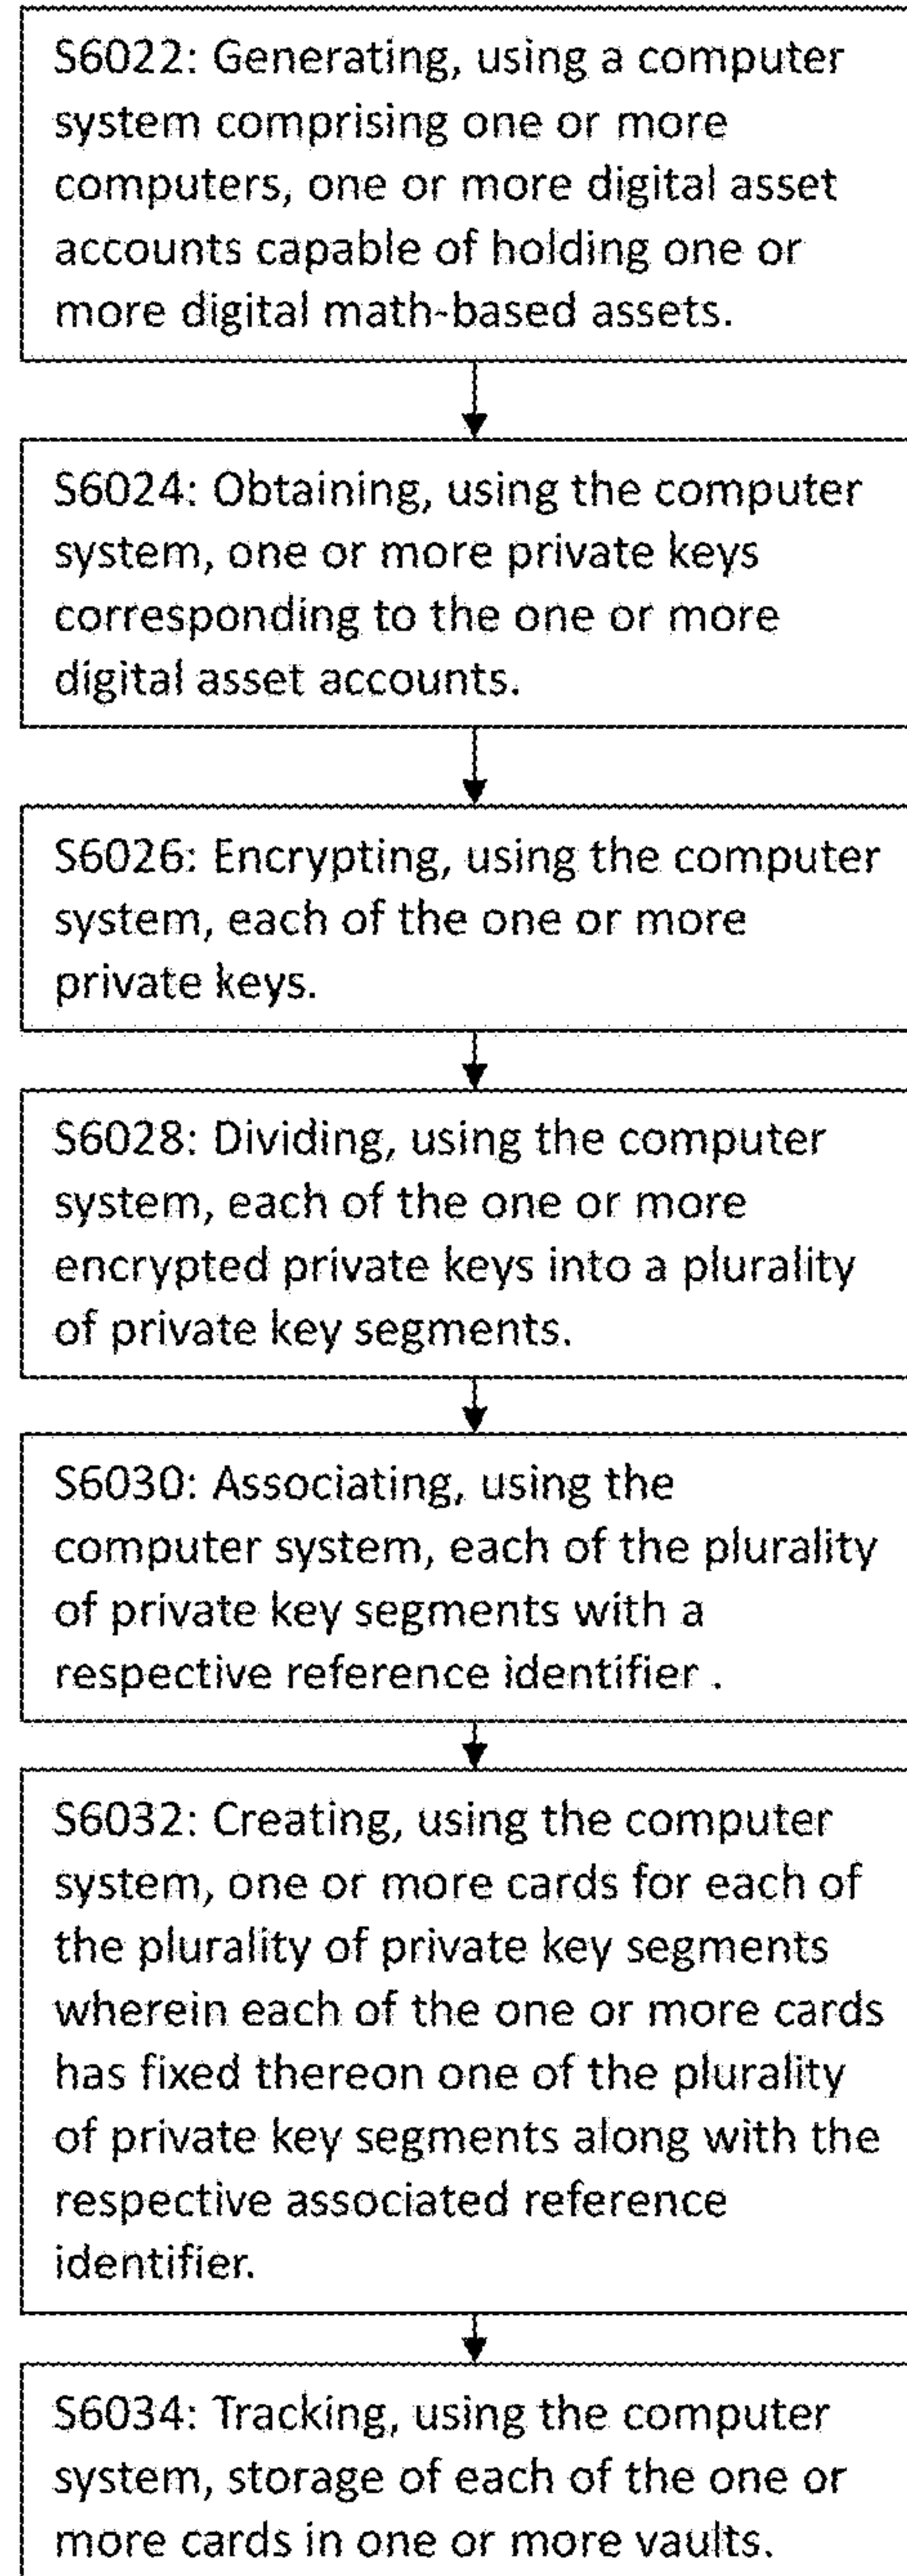 S6022: Generating, using a computer
system comprising one or more
computers, one or more digital asset
accounts capable of holding one or
more digital math-based assets.
S6024: Obtaining, using the computer
system, one or more private keys
corresponding to the one or more
digital asset accounts.
S6026: Encrypting, using the computer
system, each of the one or more
private keys.
S6028: Dividing, using the computer
system, each of the one or more
encrypted private keys into a plurality
of private key segments.
S6030: Associating, using the
computer system, each of the plurality
of private key segments with a
respective reference identifier .
S6032: Creating, using the computer
system, one or more cards for each of
the plurality of private key segments
wherein each of the one or more cards
has fixed thereon one of the plurality
of private key segments along with the
respective associated reference
identifier.
S6034: Tracking, using the computer
system, storage of each of the one or
more cards in one or more vaults.